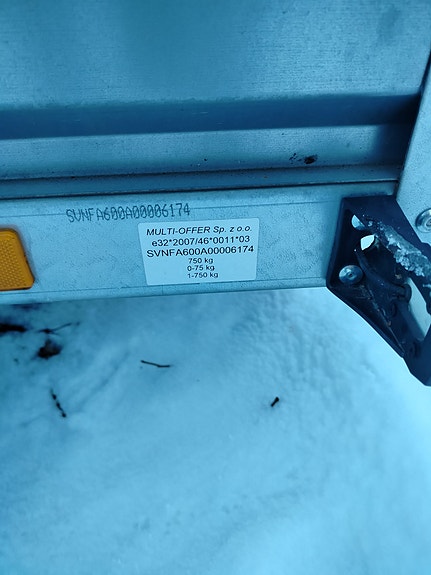 SVNFA600A00006174
MULTI-OFFER Sp. z o.o.
e32*2007/46*0011*03
SVNFA600A00006174
750 kg
0-75 kg
1-750 kg